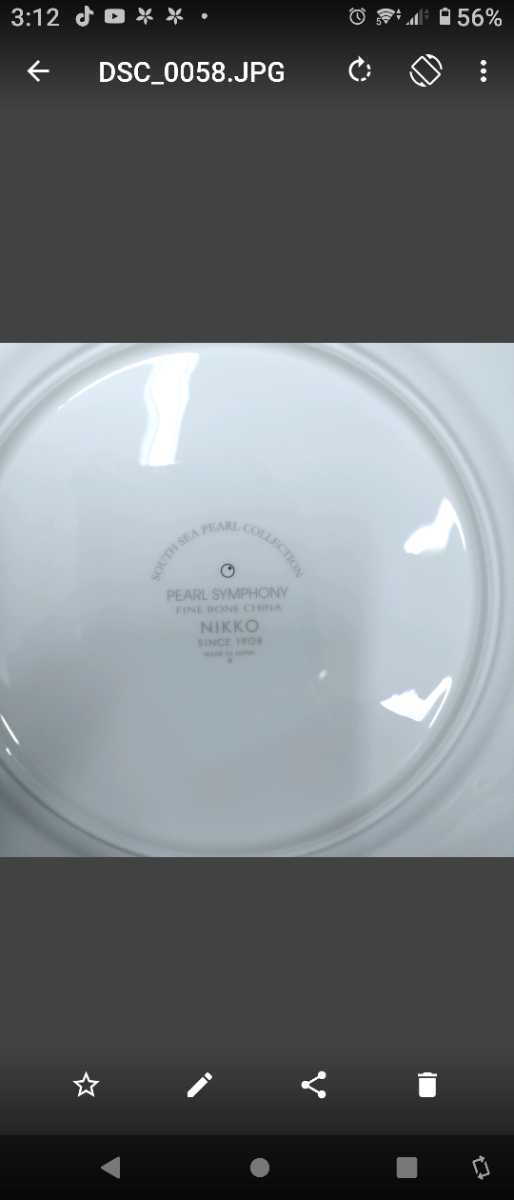 3:12
56%
DSC_0058.JPG
SOUTH SEA PEARL COLLECTION
PEARL SYMPHONY
FINE BONE CHINA
NIKKO
SINCE 1908
MADE IN JAPAN